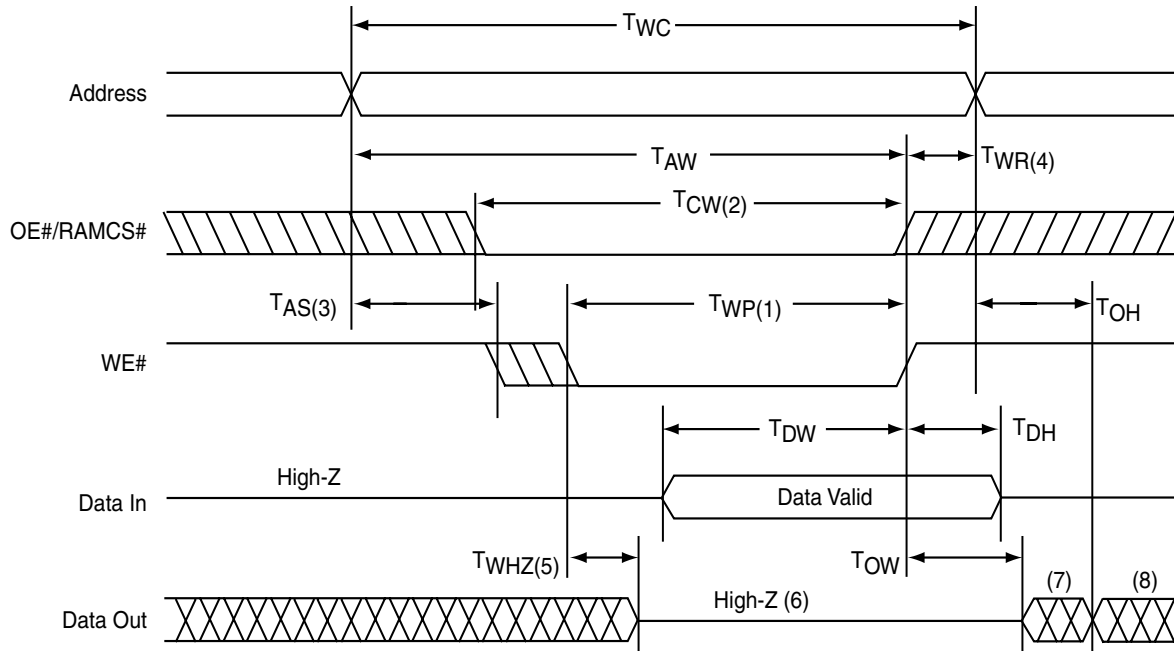 TWC
Address
TAW
TWR(4)
TCW(2)
OE#/RAMCS#
TAS(3)
TWP(1)
TOH
WE#
TDW
TDH
High-Z
Data Valid
Data In
TWHZ(5)
TOW
(7)
(8)
High-Z (6)
Data Out